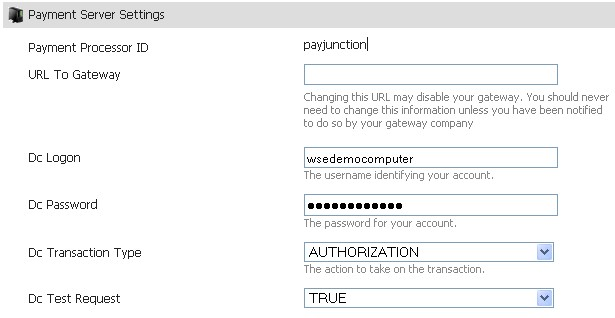 Payment Server Settings
Payment Processor ID
payjunction
URL To Gateway
Changing this URL may disable your gateway. You should never
need to change this information unless you have been notified
to do so by your gateway company
Dc Logon
wsedemocomputer
The username identifying your account.
Dc Password
●●●●●●●●●●●●
The password for your account.
Dc Transaction Type
AUTHORIZATION
The action to take on the transaction.
Dc Test Request
TRUE